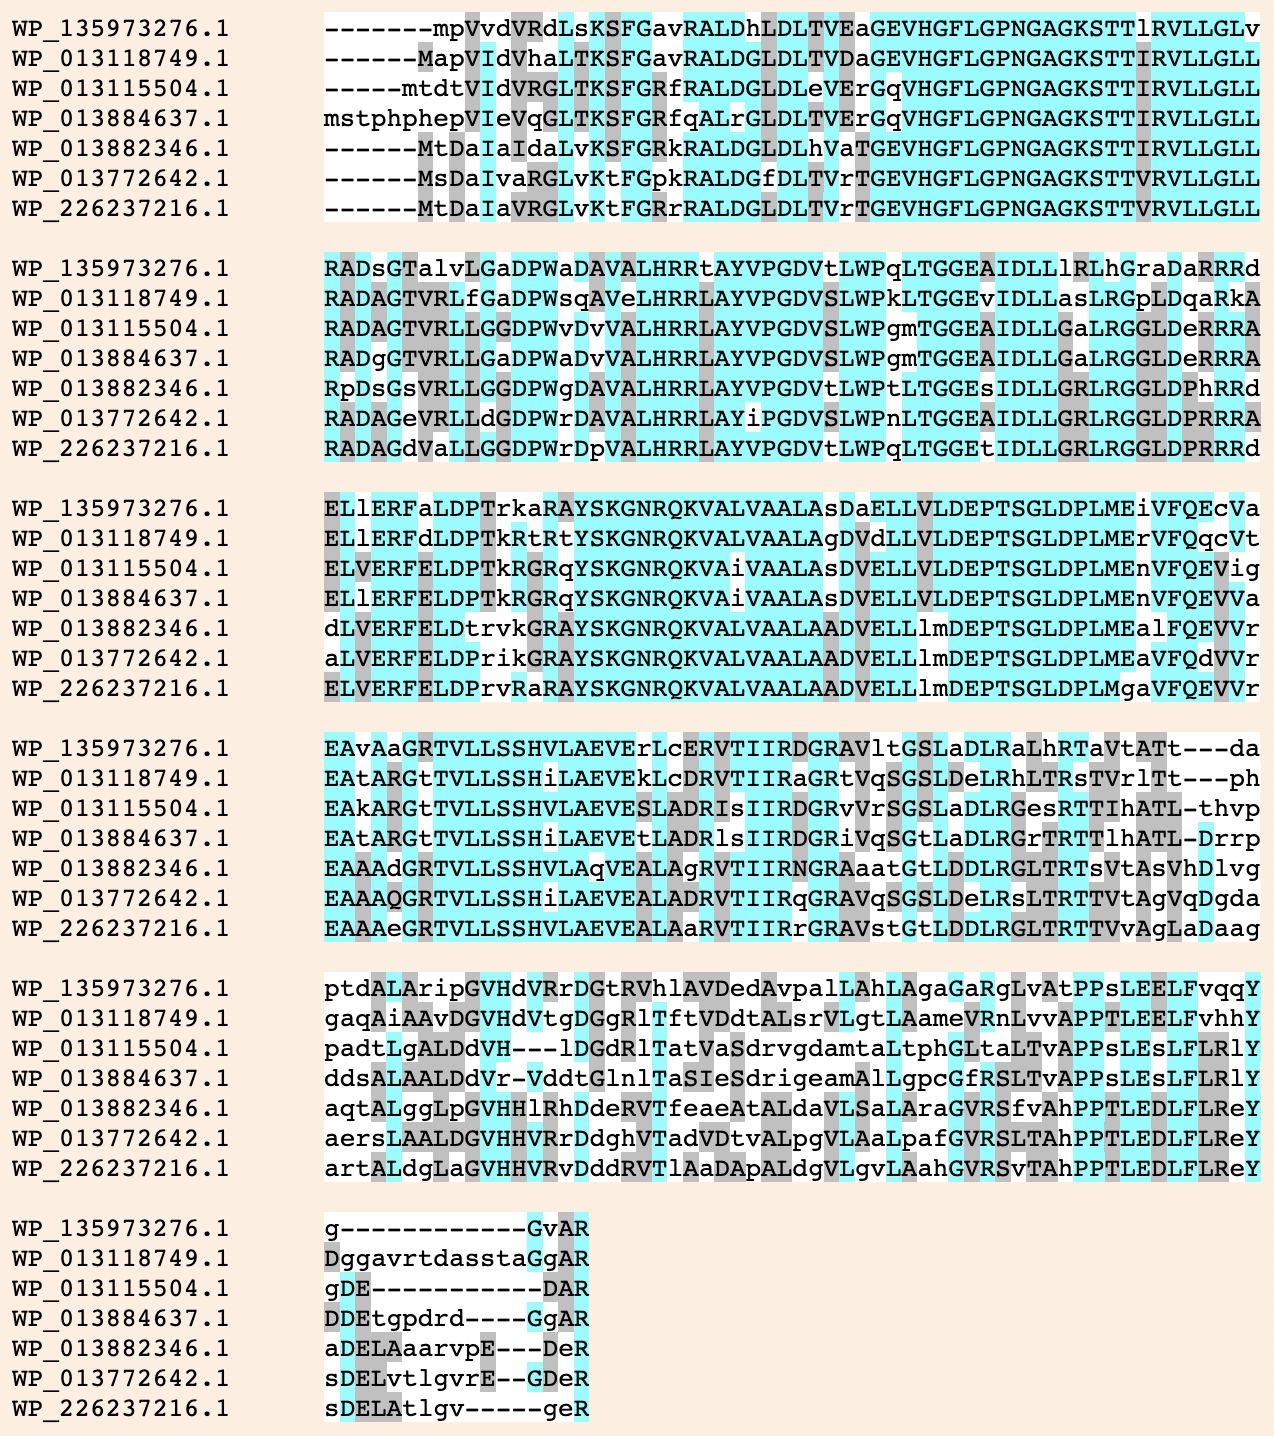 WP_135973276.1 -------mpVvdVRdLsKSFGavRALDhLDLTVEaGEVHGFLGPNGAGKSTTlRVLLGLv
WP_013118749.1 ------MapVIdVhaLTKSFGavRALDGLDLTVDaGEVHGFLGPNGAGKSTTIRVLLGLL
WP_013115504.1 -----mtdtVIdVRGLTKSFGRfRALDGLDLeVErGqVHGFLGPNGAGKSTTIRVLLGLL
WP_013884637.1 mstphphepVIeVqGLTKSFGRfqALrGLDLTVErGqVHGFLGPNGAGKSTTIRVLLGLL
WP_013882346.1 ------MtDaIaIdaLvKSFGRkRALDGLDLhVaTGEVHGFLGPNGAGKSTTIRVLLGLL
WP_013772642.1 ------MsDaIvaRGLvKtFGpkRALDGfDLTVrTGEVHGFLGPNGAGKSTTVRVLLGLL
WP_226237216.1 ------MtDaIaVRGLvKtFGRrRALDGLDLTVrTGEVHGFLGPNGAGKSTTVRVLLGLL
WP_135973276.1 RADsGTalvLGaDPWaDAVALHRRtAYVPGDVtLWPqLTGGEAIDLLlRLhGraDaRRRd
WP_013118749.1 RADAGTVRLfGaDPWsqAVeLHRRLAYVPGDVSLWPkLTGGEvIDLLasLRGpLDqaRkA
WP_013115504.1 RADAGTVRLLGGDPWvDvVALHRRLAYVPGDVSLWPgmTGGEAIDLLGaLRGGLDeRRRA
WP_013884637.1 RADgGTVRLLGaDPWaDvVALHRRLAYVPGDVSLWPgmTGGEAIDLLGaLRGGLDeRRRA
WP_013882346.1 RpDsGsVRLLGGDPWgDAVALHRRLAYVPGDVtLWPtLTGGEsIDLLGRLRGGLDPhRRd
WP_013772642.1 RADAGeVRLLdGDPWrDAVALHRRLAYiPGDVSLWPnLTGGEAIDLLGRLRGGLDPRRRA
WP_226237216.1 RADAGdVaLLGGDPWrDpVALHRRLAYVPGDVtLWPqLTGGEtIDLLGRLRGGLDPRRRd
WP_135973276.1 ELlERFaLDPTrkaRAYSKGNRQKVALVAALAsDaELLVLDEPTSGLDPLMEiVFQEcVa
WP_013118749.1 ELlERFdLDPTkRtRtYSKGNRQKVALVAALAgDVdLLVLDEPTSGLDPLMErVFQqcVt
WP_013115504.1 ELVERFELDPTkRGRqYSKGNRQKVAiVAALAsDVELLVLDEPTSGLDPLMEnVFQEVig
WP_013884637.1 ELlERFELDPTkRGRqYSKGNRQKVAiVAALAsDVELLVLDEPTSGLDPLMEnVFQEVVa
WP_013882346.1 dLVERFELDtrvkGRAYSKGNRQKVALVAALAADVELLlmDEPTSGLDPLMEalFQEVVr
WP_013772642.1 aLVERFELDPrikGRAYSKGNRQKVALVAALAADVELLlmDEPTSGLDPLMEaVFQdVVr
WP_226237216.1 ELVERFELDPrvRaRAYSKGNRQKVALVAALAADVELLlmDEPTSGLDPLMgaVFQEVVr
WP_135973276.1 EAvAaGRTVLLSSHVLAEVErLcERVTIIRDGRAVltGSLaDLRaLhRTaVtATt---da
WP_013118749.1 EAtARGtTVLLSSHiLAEVEkLcDRVTIIRaGRtVqSGSLDeLRhLTRsTVrlTt---ph
WP_013115504.1 EAkARGtTVLLSSHVLAEVESLADRIsIIRDGRvVrSGSLaDLRGesRTTIhATL-thvp
WP_013884637.1 EAtARGtTVLLSSHiLAEVEtLADRlsIIRDGRiVqSGtLaDLRGrTRTTlhATL-Drrp
WP_013882346.1 EAAAdGRTVLLSSHVLAqVEALAgRVTIIRNGRAaatGtLDDLRGLTRTsVtAsVhDlvg
WP_013772642.1 EAAAQGRTVLLSSHiLAEVEALADRVTIIRqGRAVqSGSLDeLRsLTRTTVtAgVqDgda
WP_226237216.1 EAAAeGRTVLLSSHVLAEVEALAaRVTIIRrGRAVstGtLDDLRGLTRTTVvAgLaDaag
WP_135973276.1 ptdALAripGVHdVRrDGtRVhlAVDedAvpalLAhLAgaGaRgLvAtPPsLEELFvqqY
WP_013118749.1 gaqAiAAvDGVHdVtgDGgRlTftVDdtALsrVLgtLAameVRnLvvAPPTLEELFvhhY
WP_013115504.1 padtLgALDdVH---lDGdRlTatVaSdrvgdamtaLtphGLtaLTvAPPsLEsLFLRlY
WP_013884637.1 ddsALAALDdVr-VddtGlnlTaSIeSdrigeamAlLgpcGfRSLTvAPPsLEsLFLRlY
WP_013882346.1 aqtALggLpGVHHlRhDdeRVTfeaeAtALdaVLSaLAraGVRSfvAhPPTLEDLFLReY
WP_013772642.1 aersLAALDGVHHVRrDdghVTadVDtvALpgVLAaLpafGVRSLTAhPPTLEDLFLReY
WP_226237216.1 artALdgLaGVHHVRvDddRVTlAaDApALdgVLgvLAahGVRSvTAhPPTLEDLFLReY
WP_135973276.1 g------------GvAR
WP_013118749.1 DggavrtdasstaGgAR
WP_013115504.1 gDE-----------DAR
WP_013884637.1 DDEtgpdrd----GgAR
WP_013882346.1 aDELAaarvpE---DeR
WP_013772642.1 sDELvtlgvrE--GDeR
WP_226237216.1 sDELAtlgv-----geR